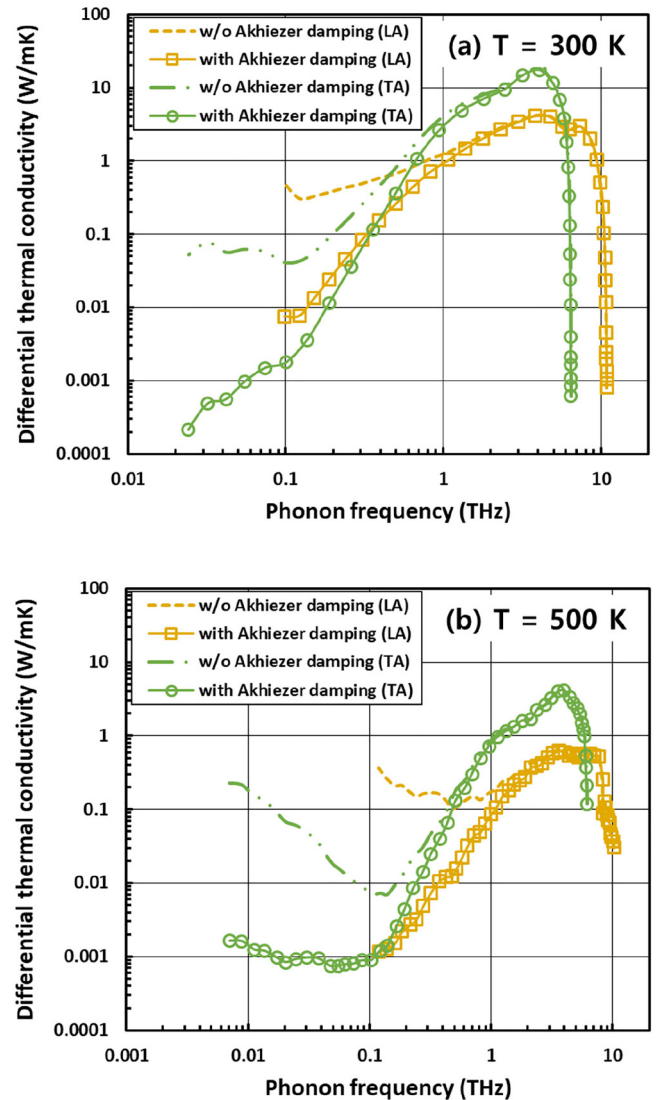 100
10
1
0.1
0.01
0.001
0.0001
Differential thermal conductivity (W/mK)
w/o Akhiezer damping (LA)
with Akhiezer damping (LA)
w/o Akhiezer damping (TA)
with Akhiezer damping (TA)
(a) T = 300 K
0.01 0.1 1 10
Phonon frequency (THz)
100
10
1
0.1
0.01
0.001
0.0001
Differential thermal conductivity (W/mK)
w/o Akhiezer damping (LA)
with Akhiezer damping (LA)
w/o Akhiezer damping (TA)
with Akhiezer damping (TA)
(b) T = 500 K
0.001 0.01 0.1 1 10
Phonon frequency (THz)